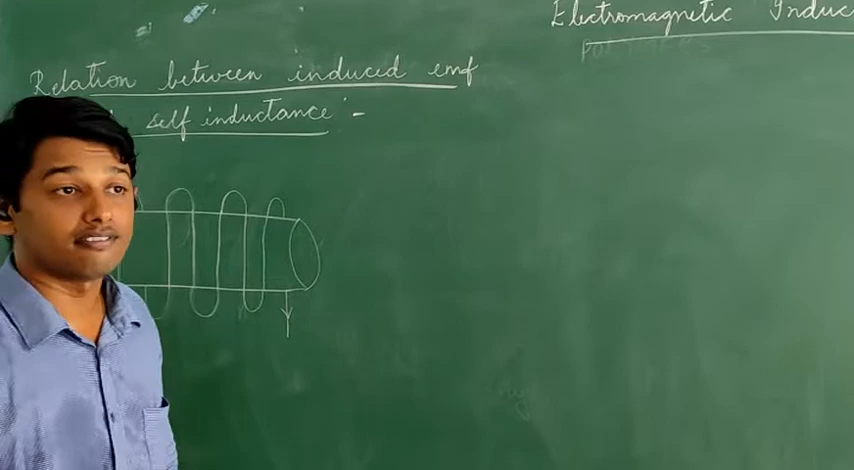 Electromagnetic Induc
Relation between induced emf
self inductance :-